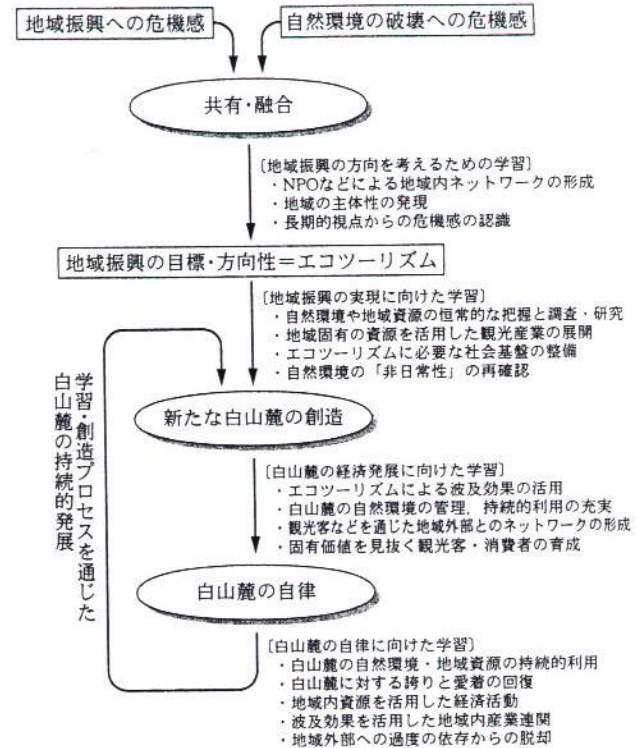 地域振興への危機感
自然環境の破壊への危機感
共有・融合
〔地域振興の方向を考えるための学習〕
・NPOなどによる地域内ネットワークの形成
・地域の主体性の発現
・長期的視点からの危機感の認識
地域振興の目標・方向性＝エコツーリズム
〔地域振興の実現に向けた学習〕
・自然環境や地域資源の恒常的な把握と調査・研究
・地域固有の資源を活用した観光産業の展開
・エコツーリズムに必要な社会基盤の整備
・自然環境の「非日常性」の再確認
新たな白山麓の創造
〔白山麓の経済発展に向けた学習〕
・エコツーリズムによる波及効果の活用
・白山麓の自然環境の管理，持続的利用の充実
・観光客などを通じた地域外部とのネットワークの形成
・固有価値を見抜く観光客・消費者の育成
白山麓の自律
〔白山麓の自律に向けた学習〕
・白山麓の自然環境・地域資源の持続的利用
・白山麓に対する誇りと愛着の回復
・地域内資源を活用した経済活動
・波及効果を活用した地域内産業連関
・地域外部への過度の依存からの脱却
学習・創造プロセスを通じた
白山麓の持続的発展